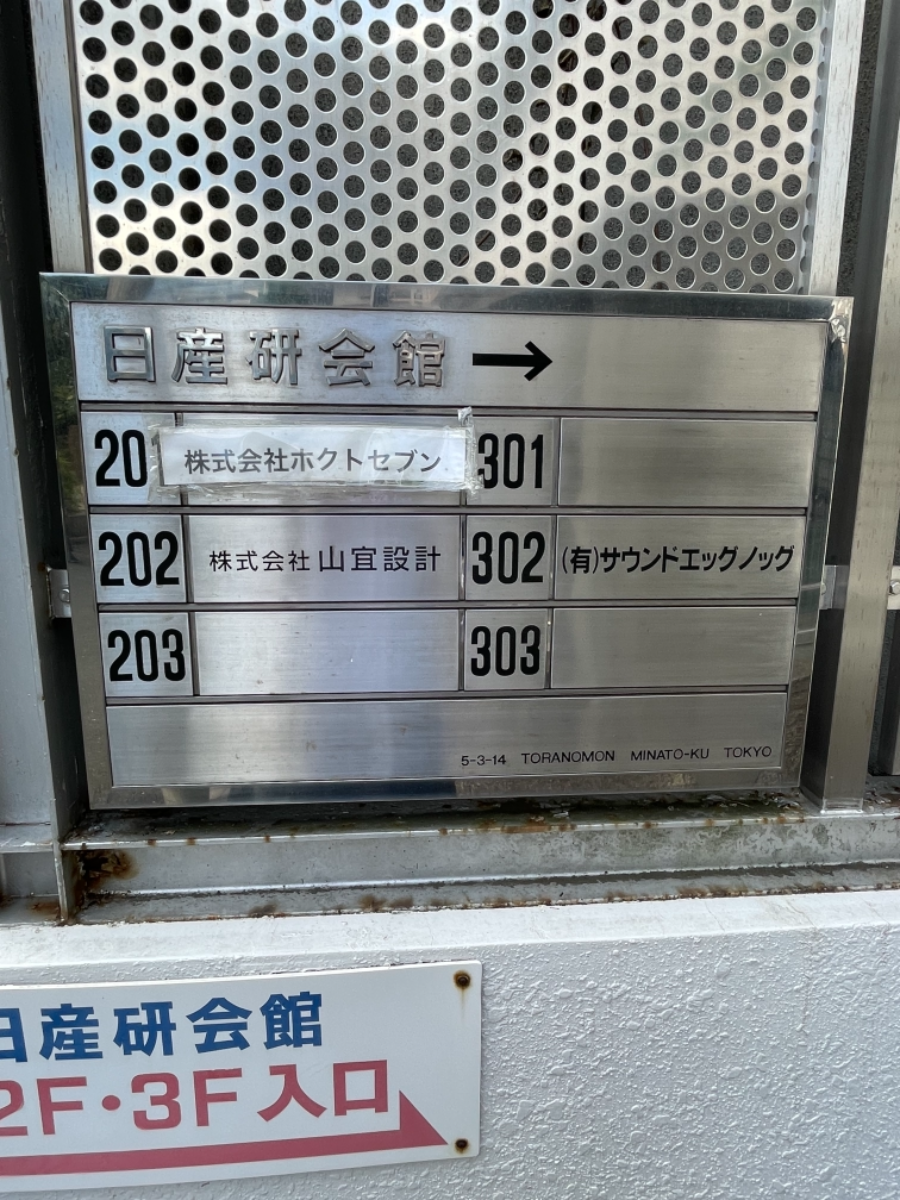 日産研会館 →
20 株式会社ホクトセブン 301
202 株式会社 山宜設計 302 (有)サウンドエッグノッグ
203 303
5-3-14 TORANOMON MINATO-KU TOKYO
日産研会館
2F・3F入口